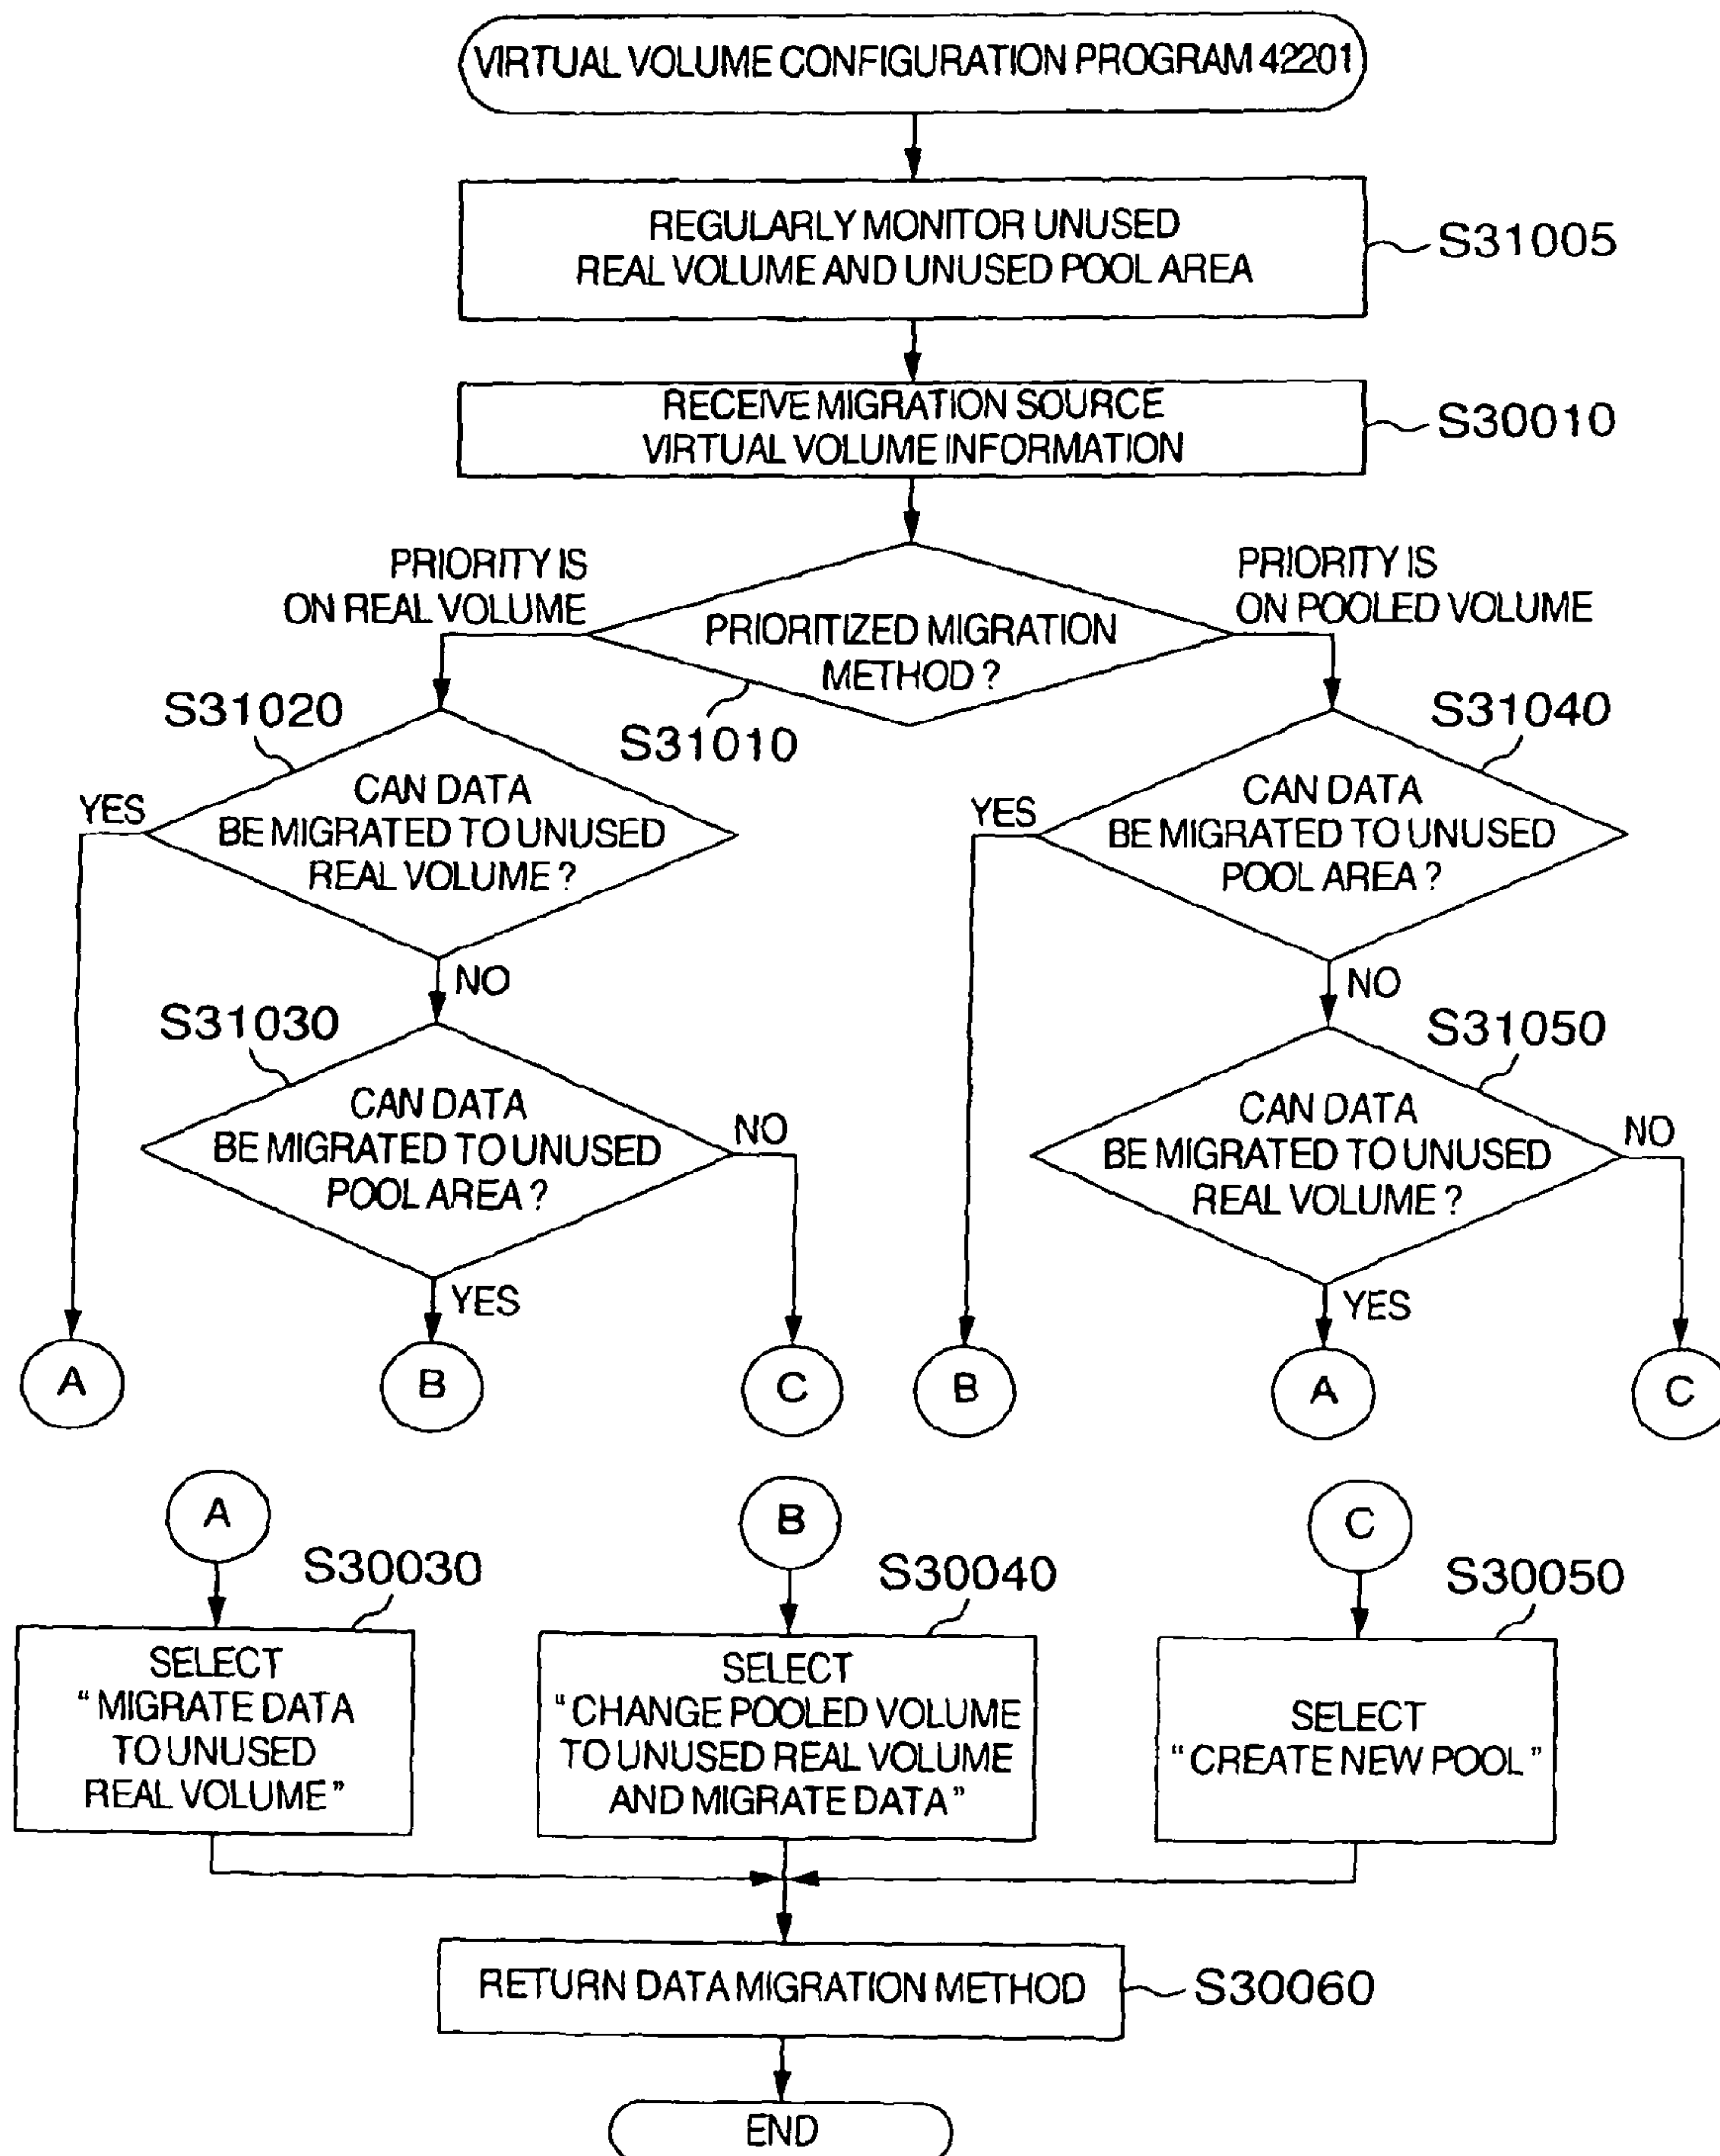 VIRTUAL VOLUME CONFIGURATION PROGRAM 42201
REGULARLY MONITOR UNUSED
REAL VOLUME AND UNUSED POOL AREA
S31005
RECEIVE MIGRATION SOURCE
VIRTUAL VOLUME INFORMATION
S30010
PRIORITY IS
ON REAL VOLUME
PRIORITIZED MIGRATION
METHOD ?
S31010
PRIORITY IS
ON POOLED VOLUME
S31020
CAN DATA
BE MIGRATED TO UNUSED
REAL VOLUME ?
YES
NO
S31040
CAN DATA
BE MIGRATED TO UNUSED
POOL AREA ?
YES
NO
S31030
CAN DATA
BE MIGRATED TO UNUSED
POOL AREA ?
NO
YES
S31050
CAN DATA
BE MIGRATED TO UNUSED
REAL VOLUME ?
NO
YES
A
B
C
B
A
C
A
B
C
S30030
SELECT
"MIGRATE DATA
TO UNUSED
REAL VOLUME"
S30040
SELECT
"CHANGE POOLED VOLUME
TO UNUSED REAL VOLUME
AND MIGRATE DATA"
S30050
SELECT
"CREATE NEW POOL"
RETURN DATA MIGRATION METHOD
S30060
END